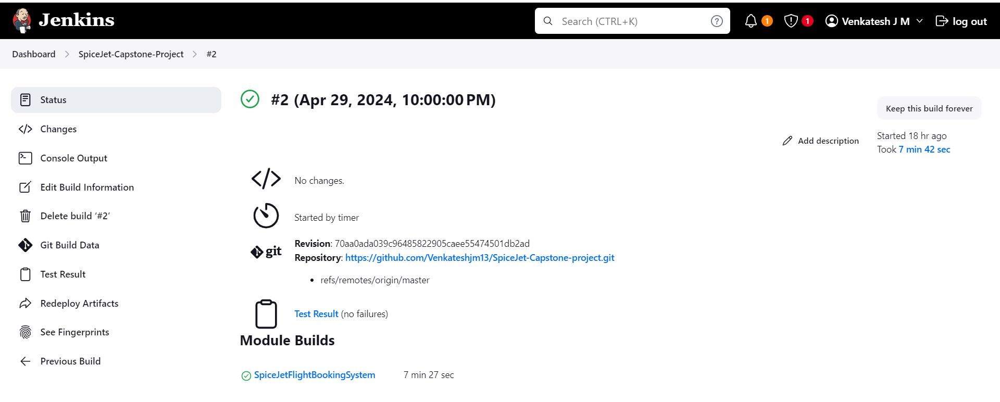 Jenkins
Search (CTRL+K)
?
1
1
Venkatesh J M
log out
Dashboard
SpiceJet-Capstone-Project
#2
Status
Changes
Console Output
Edit Build Information
Delete build ‘#2’
Git Build Data
Test Result
Redeploy Artifacts
See Fingerprints
Previous Build
#2 (Apr 29, 2024, 10:00:00 PM)
Keep this build forever
Add description
Started 18 hr ago
Took 7 min 42 sec
No changes.
Started by timer
git
Revision: 70aa0ada039c96485822905caee55474501db2ad
Repository: https://github.com/Venkateshjm13/SpiceJet-Capstone-project.git
• refs/remotes/origin/master
Test Result (no failures)
Module Builds
SpiceJetFlightBookingSystem 7 min 27 sec